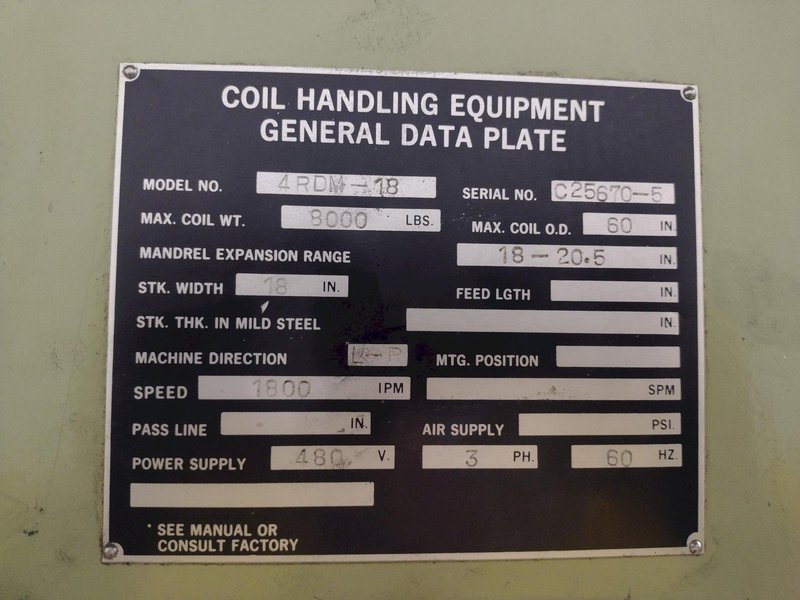 COIL HANDLING EQUIPMENT
GENERAL DATA PLATE
MODEL NO. 4RDM-18 SERIAL NO. C25670-5
MAX. COIL WT. 8000 LBS. MAX. COIL O.D. 60 IN.
MANDREL EXPANSION RANGE 18-20.5 IN.
STK. WIDTH 18 IN. FEED LGTH IN.
STK. THK. IN MILD STEEL IN.
MACHINE DIRECTION L-R MTG. POSITION
SPEED 1800 IPM SPM
PASS LINE IN. AIR SUPPLY PSI.
POWER SUPPLY 480 V. 3 PH. 60 HZ.
* SEE MANUAL OR
CONSULT FACTORY